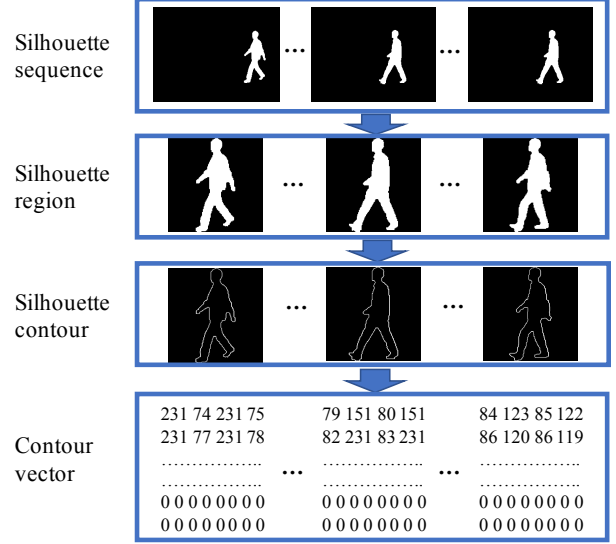 Silhouette
sequence
... ...
Silhouette
region
... ...
Silhouette
contour
... ...
Contour
vector
231 74 231 75 79 151 80 151 84 123 85 122
231 77 231 78 82 231 83 231 86 120 86 119
……………….. ……………….. ………………..
... ...
……………….. ……………….. ………………..
0 0 0 0 0 0 0 0 0 0 0 0 0 0 0 0 0 0 0 0 0 0 0 0
0 0 0 0 0 0 0 0 0 0 0 0 0 0 0 0 0 0 0 0 0 0 0 0